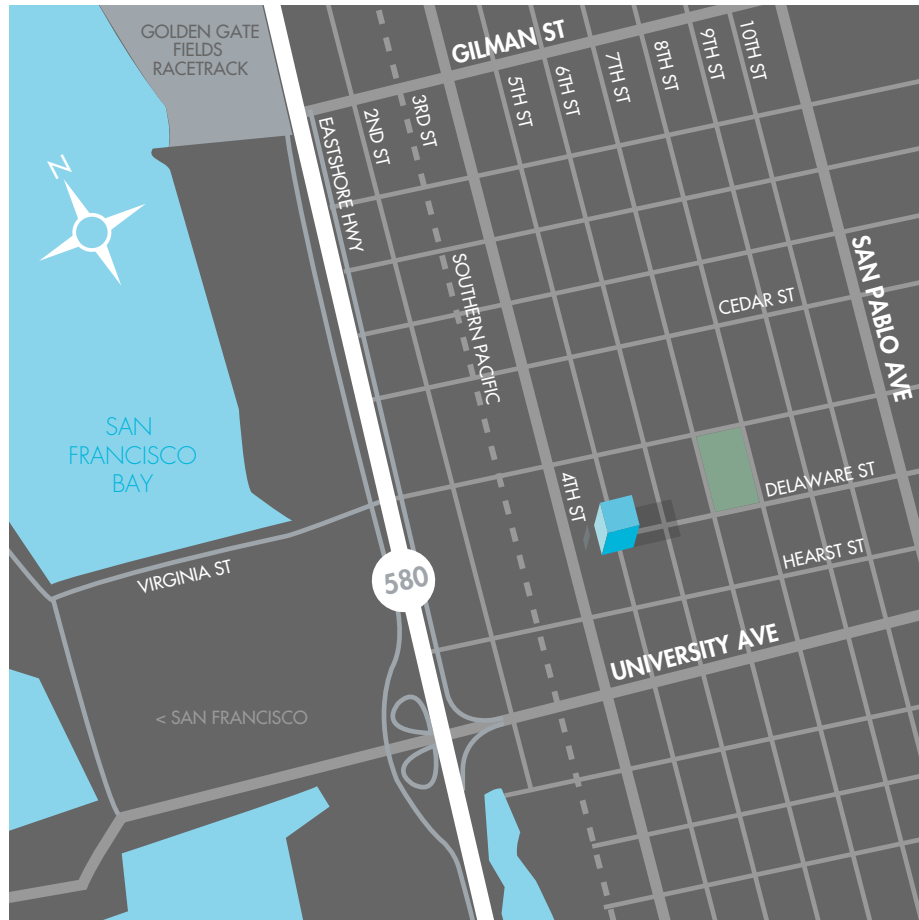 GOLDEN GATE
FIELDS
RACETRACK
GILMAN ST
EASTSHORE HWY
2ND ST
3RD ST
5TH ST
6TH ST
7TH ST
8TH ST
9TH ST
10TH ST
N
SOUTHERN PACIFIC
SAN PABLO AVE
CEDAR ST
SAN
FRANCISCO
BAY
4TH ST
DELAWARE ST
VIRGINIA ST
580
HEARST ST
UNIVERSITY AVE
< SAN FRANCISCO